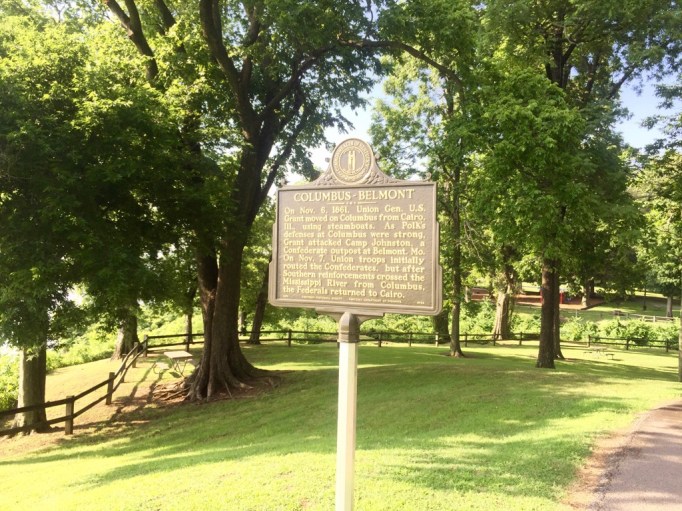 COLUMBUS-BELMONT
On Nov. 6, 1861, Union Gen. U.S.
Grant moved on Columbus from Cairo,
Ill., using steamboats. As Polk's
defenses at Columbus were strong,
Grant attacked Camp Johnston, a
Confederate outpost at Belmont, Mo.
On Nov. 7, Union troops initially
routed the Confederates, but after
Southern reinforcements crossed the
Mississippi River from Columbus,
the Federals returned to Cairo.